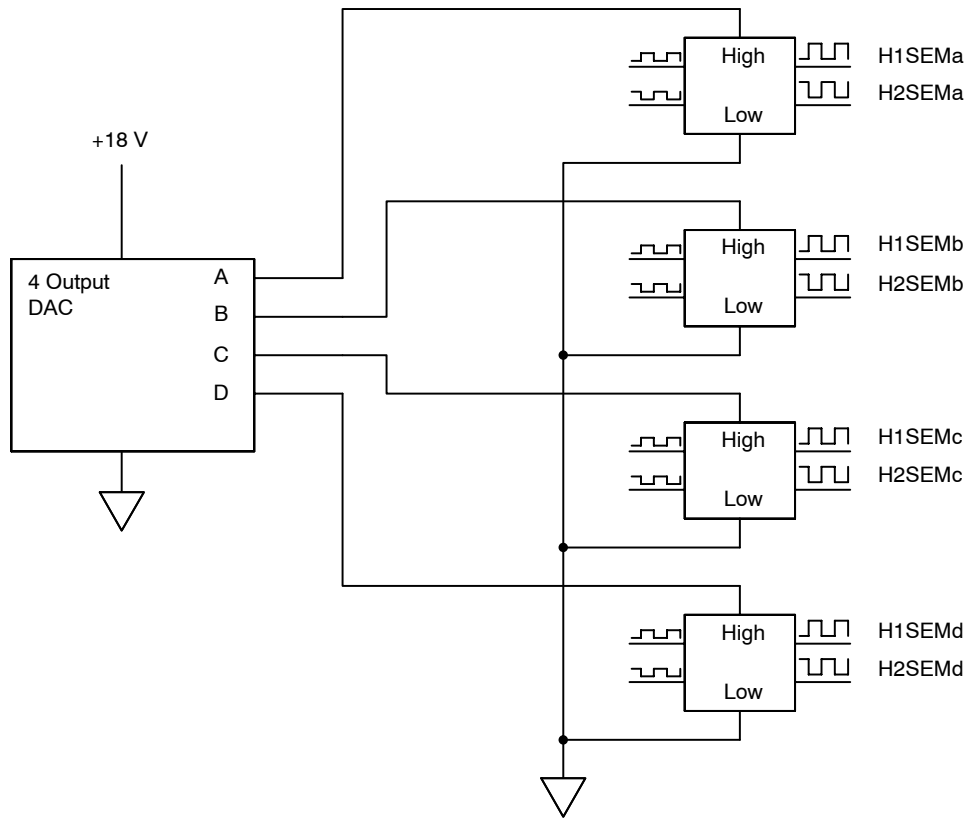 High
Low
H1SEMa
H2SEMa
+18 V
4 Output
DAC
A
B
C
D
High
Low
H1SEMb
H2SEMb
High
Low
H1SEMc
H2SEMc
High
Low
H1SEMd
H2SEMd